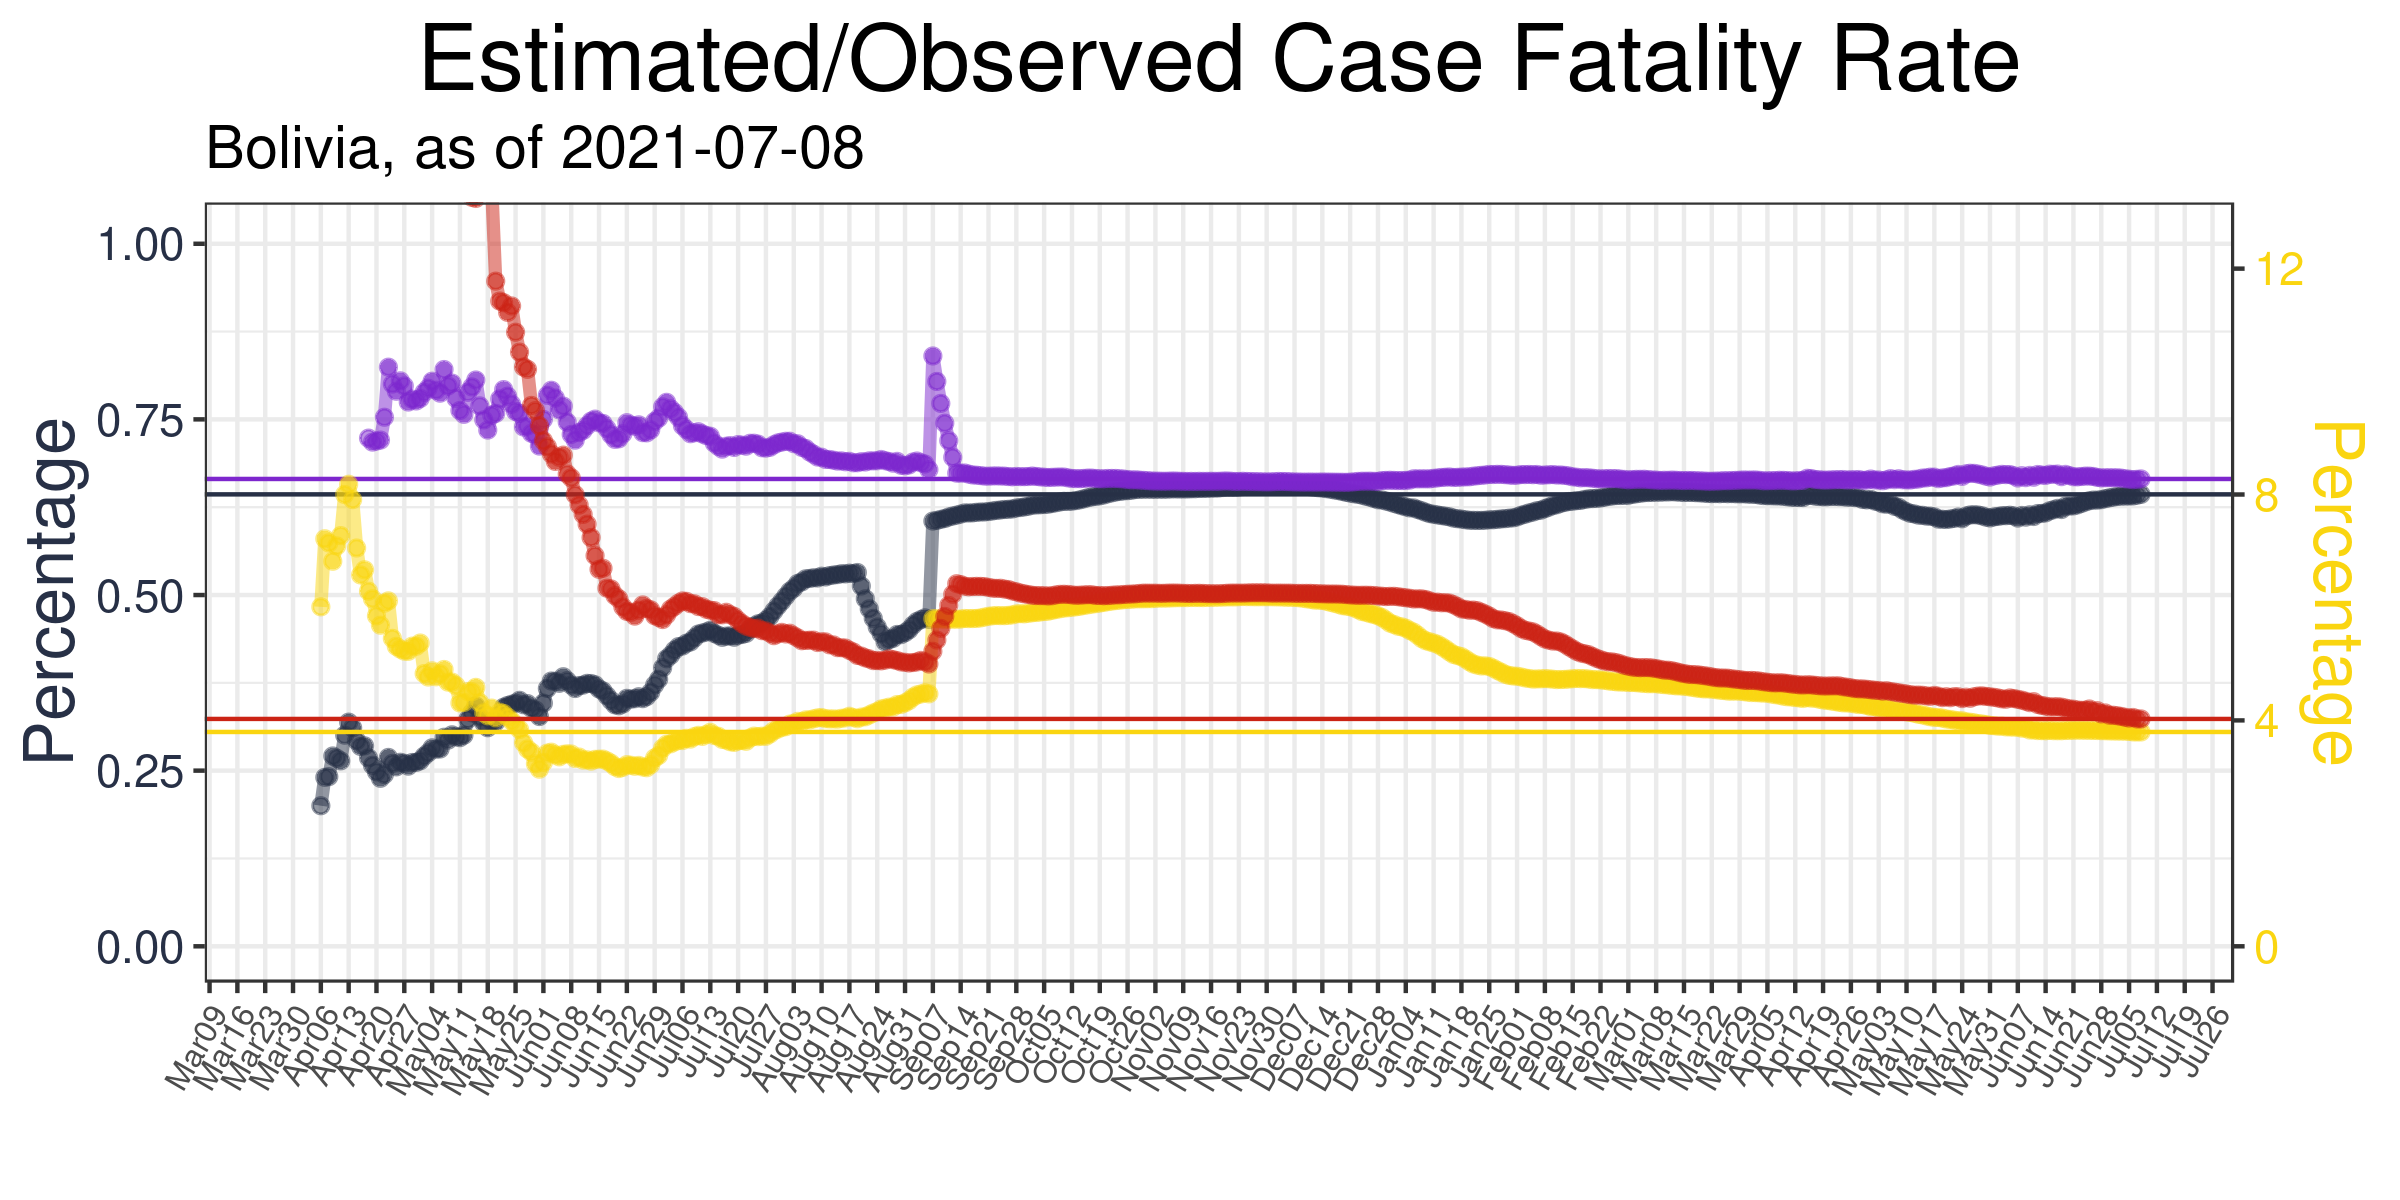 Estimated/Observed Case Fatality Rate
Bolivia, as of 2021-07-08
Percentage
1.00
0.75
0.50
0.25
0.00
12
8
4
0
Percentage
Mar09
Mar16
Mar23
Mar30
Apr06
Apr13
Apr20
Apr27
May04
May11
May18
May25
Jun01
Jun08
Jun15
Jun22
Jun29
Jul06
Jul13
Jul20
Jul27
Aug03
Aug10
Aug17
Aug24
Aug31
Sep07
Sep14
Sep21
Sep28
Oct05
Oct12
Oct19
Oct26
Nov02
Nov09
Nov16
Nov23
Nov30
Dec07
Dec14
Dec21
Dec28
Jan04
Jan11
Jan18
Jan25
Feb01
Feb08
Feb15
Feb22
Mar01
Mar08
Mar15
Mar22
Mar29
Apr05
Apr12
Apr19
Apr26
May03
May10
May17
May24
May31
Jun07
Jun14
Jun21
Jun28
Jul05
Jul12
Jul19
Jul26